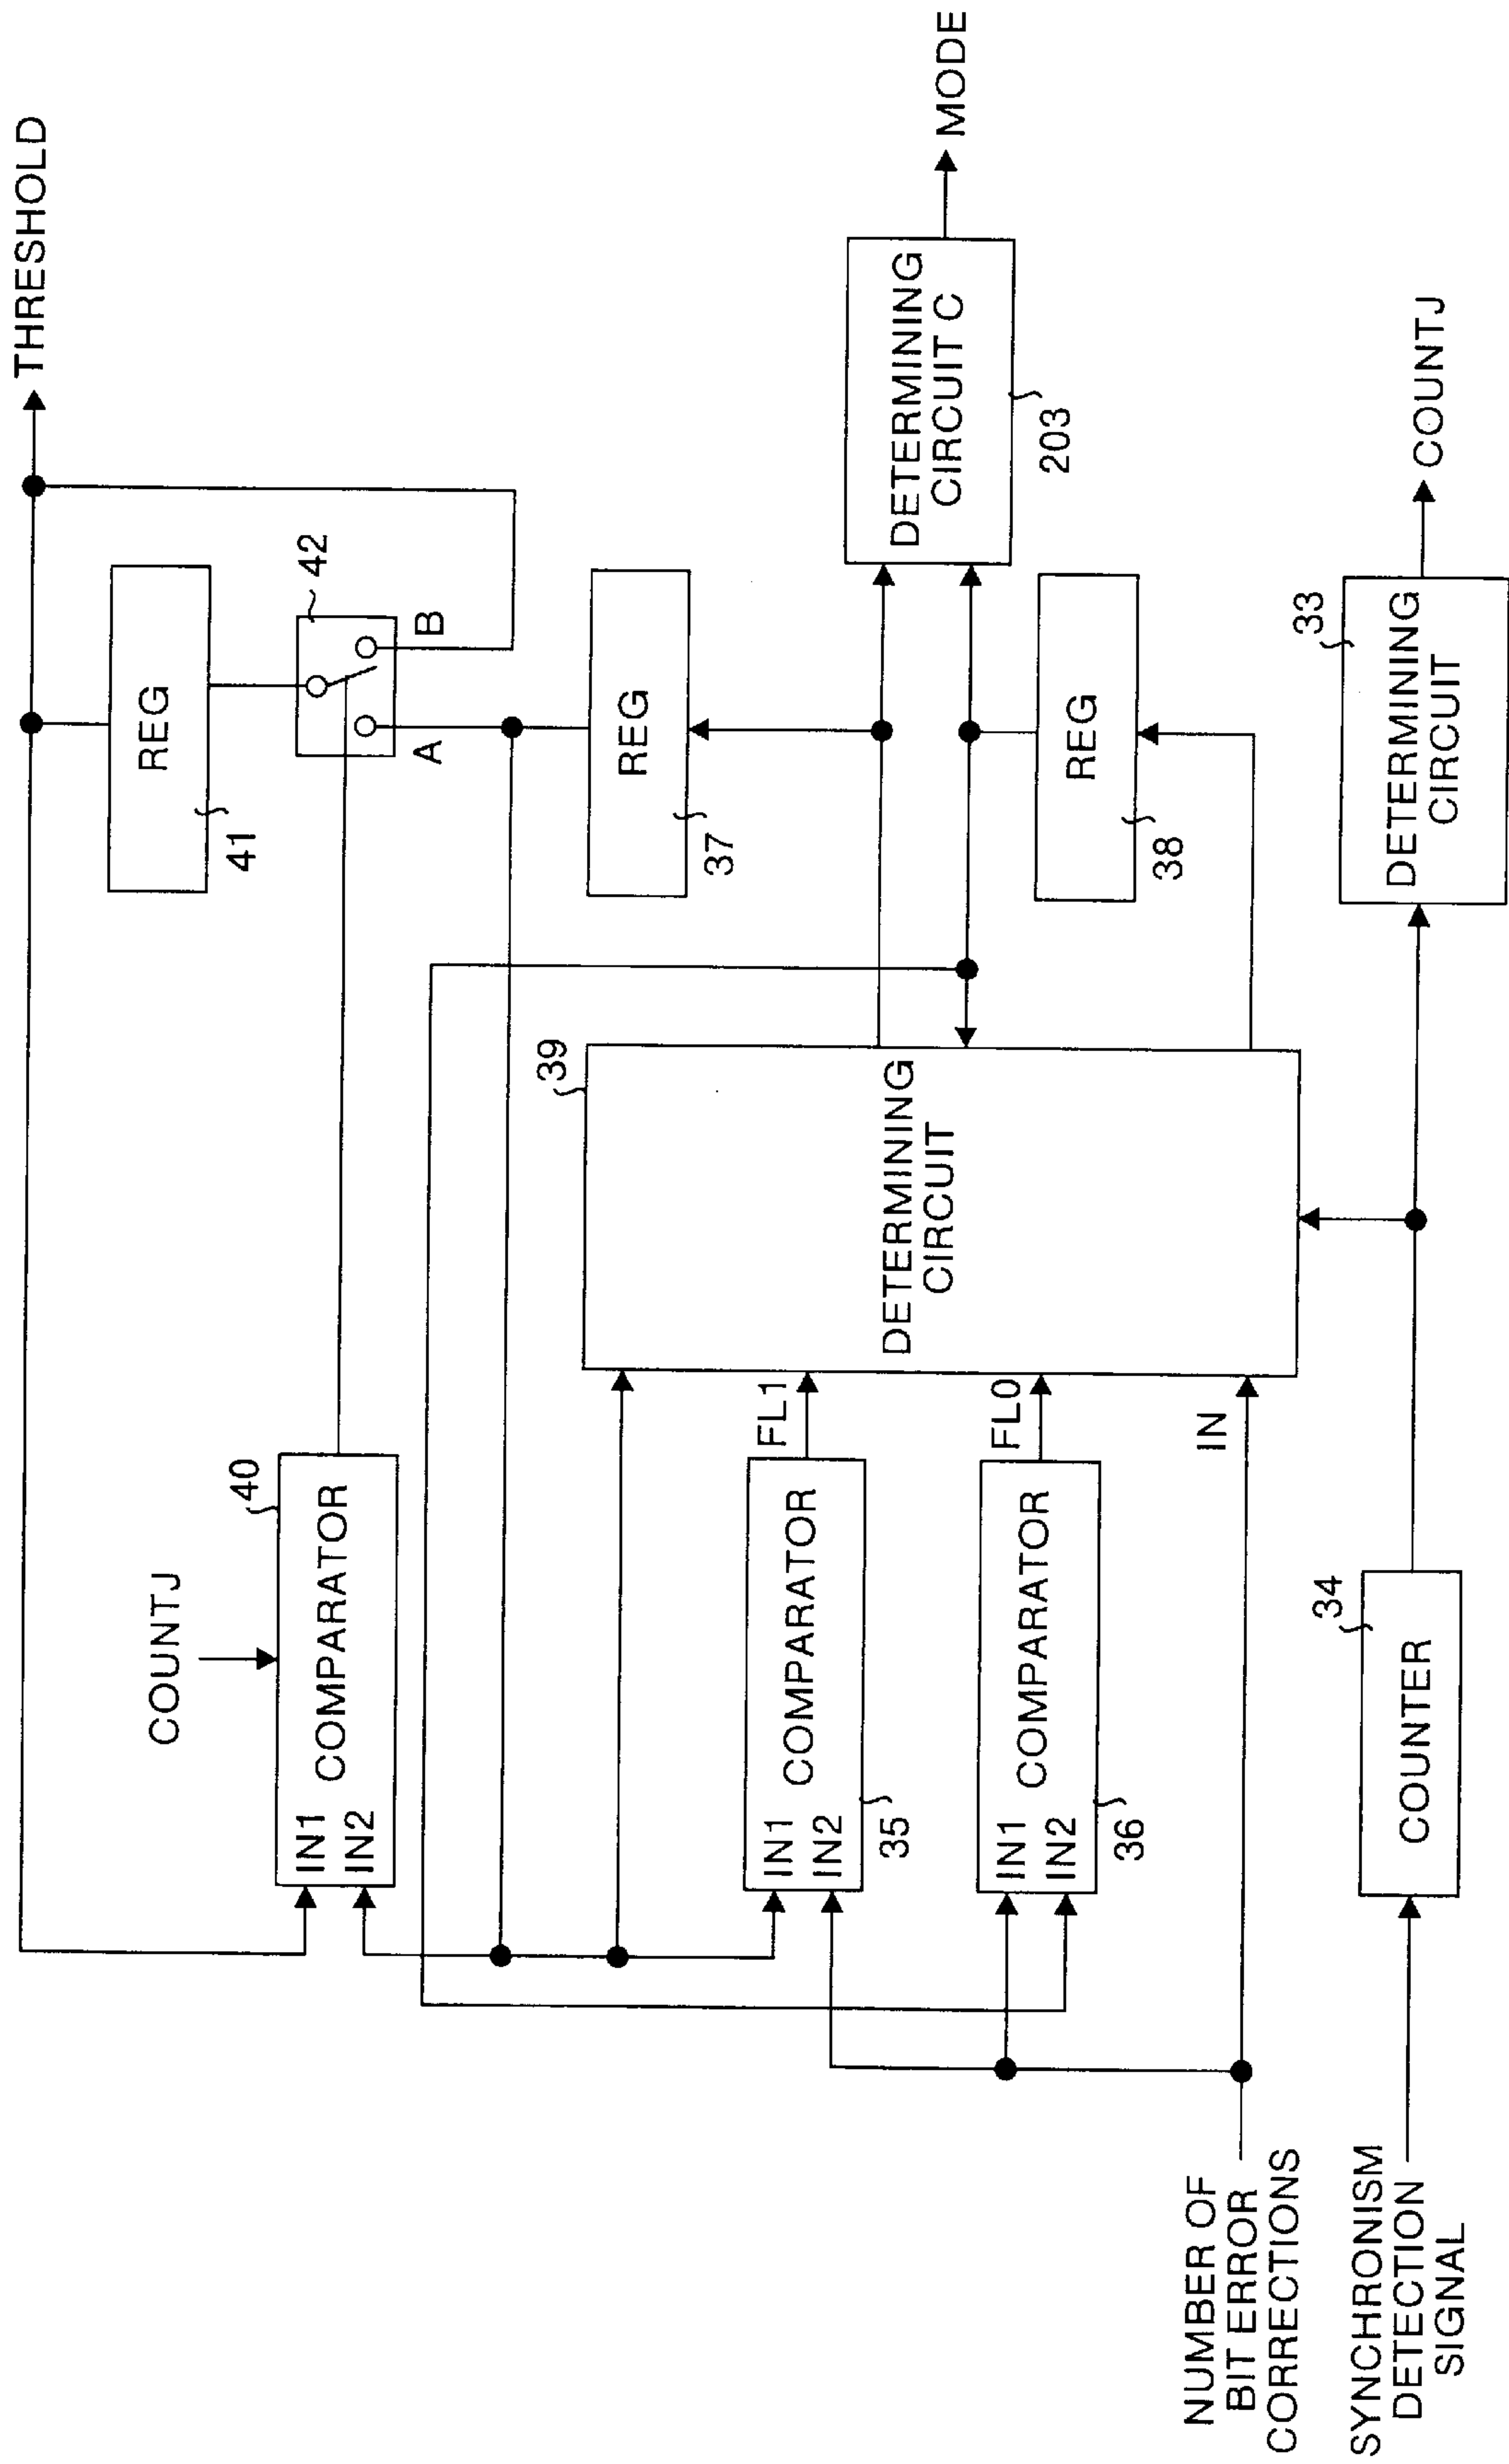 THRESHOLD
REG
41
42
A
B
COUNTJ
40
IN1
IN2
COMPARATOR
REG
37
DETERMINING
CIRCUIT C
203
MODE
39
DETERMINING
CIRCUIT
IN1
IN2
COMPARATOR
35
FL1
IN1
IN2
COMPARATOR
36
FL0
IN
REG
38
NUMBER OF
BIT ERROR
CORRECTIONS
SYNCHRONISM
DETECTION
SIGNAL
34
COUNTER
33
DETERMINING
CIRCUIT
COUNTJ